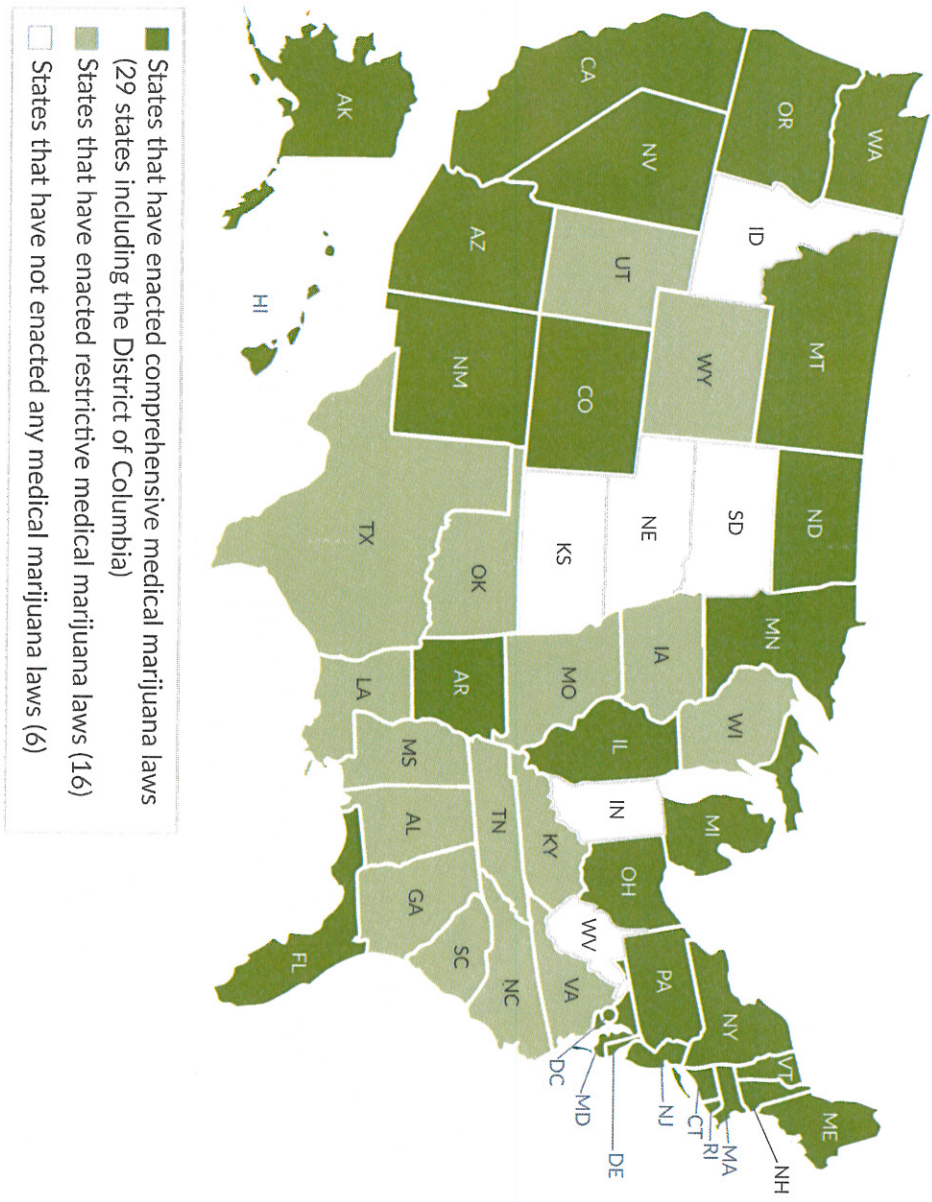 WA
OR
CA
NV
ID
MT
WY
UT
AZ
CO
NM
ND
SD
NE
KS
OK
TX
MN
IA
MO
AR
LA
WI
IL
MI
IN
OH
KY
TN
MS
AL
GA
FL
SC
NC
VA
WV
PA
NY
VT
ME
NH
MA
RI
CT
NJ
DE
MD
DC
AK
HI
States that have enacted comprehensive medical marijuana laws
(29 states including the District of Columbia)
States that have enacted restrictive medical marijuana laws (16)
States that have not enacted any medical marijuana laws (6)